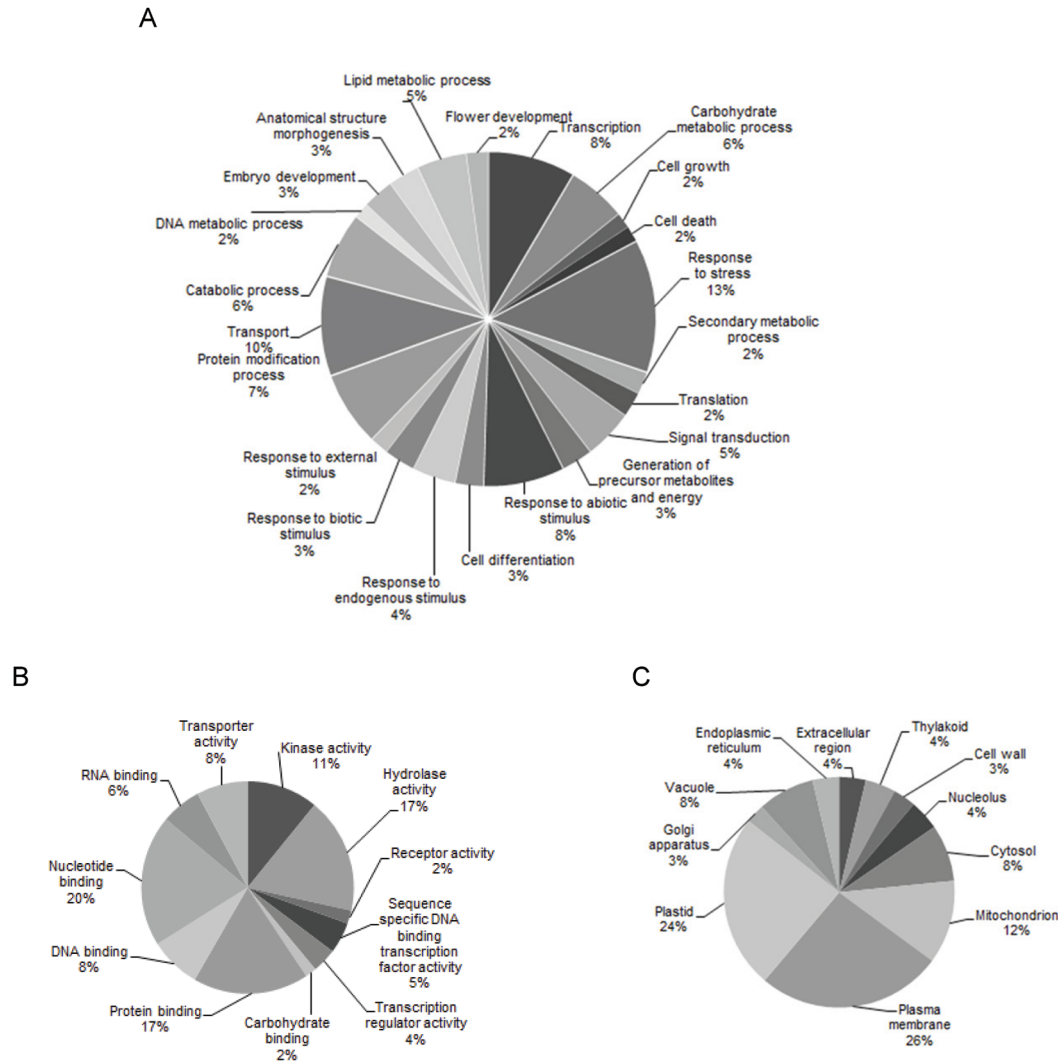 A
Lipid metabolic process
5%
Flower development
2%
Transcription
8%
Carbohydrate
metabolic process
6%
Cell growth
2%
Cell death
2%
Response
to stress
13%
Secondary metabolic
process
2%
Translation
2%
Signal transduction
5%
Generation of
precursor metabolites
and energy
3%
Response to abiotic
stimulus
8%
Cell differentiation
3%
Response to
endogenous stimulus
4%
Response to biotic
stimulus
3%
Response to external
stimulus
2%
Protein modification
process
7%
Transport
10%
Catabolic process
6%
DNA metabolic process
2%
Embryo development
3%
Anatomical structure
morphogenesis
3%
B
Transporter
activity
8%
Kinase activity
11%
Hydrolase
activity
17%
Receptor activity
2%
Sequence
specific DNA
binding
transcription
factor activity
5%
Transcription
regulator activity
4%
Carbohydrate
binding
2%
Protein binding
17%
DNA binding
8%
Nucleotide
binding
20%
RNA binding
6%
C
Endoplasmic
reticulum
4%
Extracellular
region
4%
Thylakoid
4%
Cell wall
3%
Nucleolus
4%
Cytosol
8%
Mitochondrion
12%
Plasma
membrane
26%
Plastid
24%
Golgi
apparatus
3%
Vacuole
8%